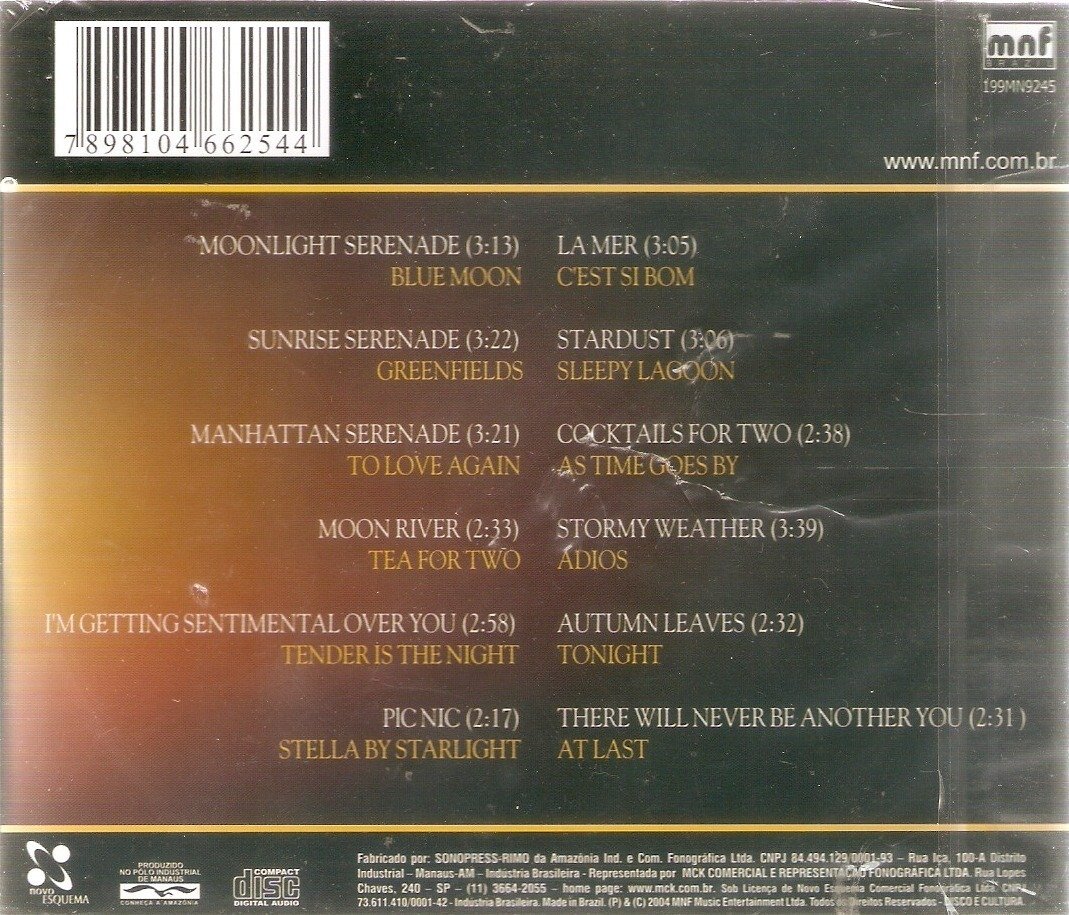 7 898104 662544
mnf
BRAZIL
199MN9245
www.mnf.com.br
MOONLIGHT SERENADE (3:13)
BLUE MOON
SUNRISE SERENADE (3:22)
GREENFIELDS
MANHATTAN SERENADE (3:21)
TO LOVE AGAIN
MOON RIVER (2:33)
TEA FOR TWO
I'M GETTING SENTIMENTAL OVER YOU (2:58)
TENDER IS THE NIGHT
PIC NIC (2:17)
STELLA BY STARLIGHT
LA MER (3:05)
C'EST SI BOM
STARDUST (3:06)
SLEEPY LAGOON
COCKTAILS FOR TWO (2:38)
AS TIME GOES BY
STORMY WEATHER (3:39)
ADIOS
AUTUMN LEAVES (2:32)
TONIGHT
THERE WILL NEVER BE ANOTHER YOU (2:31)
AT LAST
NOVO
ESQUEMA
PRODUZIDO
NO PÓLO INDUSTRIAL
DE MANAUS
CONHEÇA A AMAZÔNIA
COMPACT
disc
DIGITAL AUDIO
Fabricado por: SONOPRESS-RIMO da Amazônia Ind. e Com. Fonográfica Ltda. CNPJ 84.494.129/0001-93 – Rua Iça, 100-A Distrito
Industrial – Manaus-AM – Indústria Brasileira - Representada por MCK COMERCIAL E REPRESENTAÇÃO FONOGRÁFICA LTDA. Rua Lopes
Chaves, 240 – SP – (11) 3664-2055 – home page: www.mck.com.br. Sob Licença de Novo Esquema Comercial Fonográfica Ltda. CNPJ
73.611.410/0001-42 - Indústria Brasileira. Made in Brazil. (P) & (C) 2004 MNF Music Entertainment Ltda. Todos os Direitos Reservados - DISCO E CULTURA.